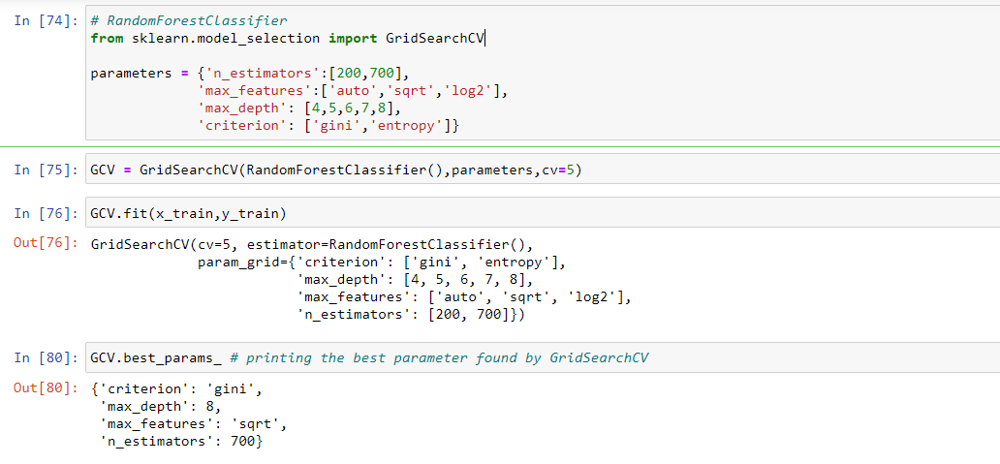 In [74]: # RandomForestClassifier
from sklearn.model_selection import GridSearchCV
parameters = {'n_estimators':[200,700],
'max_features':['auto','sqrt','log2'],
'max_depth': [4,5,6,7,8],
'criterion': ['gini','entropy']}
In [75]: GCV = GridSearchCV(RandomForestClassifier(),parameters,cv=5)
In [76]: GCV.fit(x_train,y_train)
Out[76]: GridSearchCV(cv=5, estimator=RandomForestClassifier(),
param_grid={'criterion': ['gini', 'entropy'],
'max_depth': [4, 5, 6, 7, 8],
'max_features': ['auto', 'sqrt', 'log2'],
'n_estimators': [200, 700]})
In [80]: GCV.best_params_ # printing the best parameter found by GridSearchCV
Out[80]: {'criterion': 'gini',
'max_depth': 8,
'max_features': 'sqrt',
'n_estimators': 700}